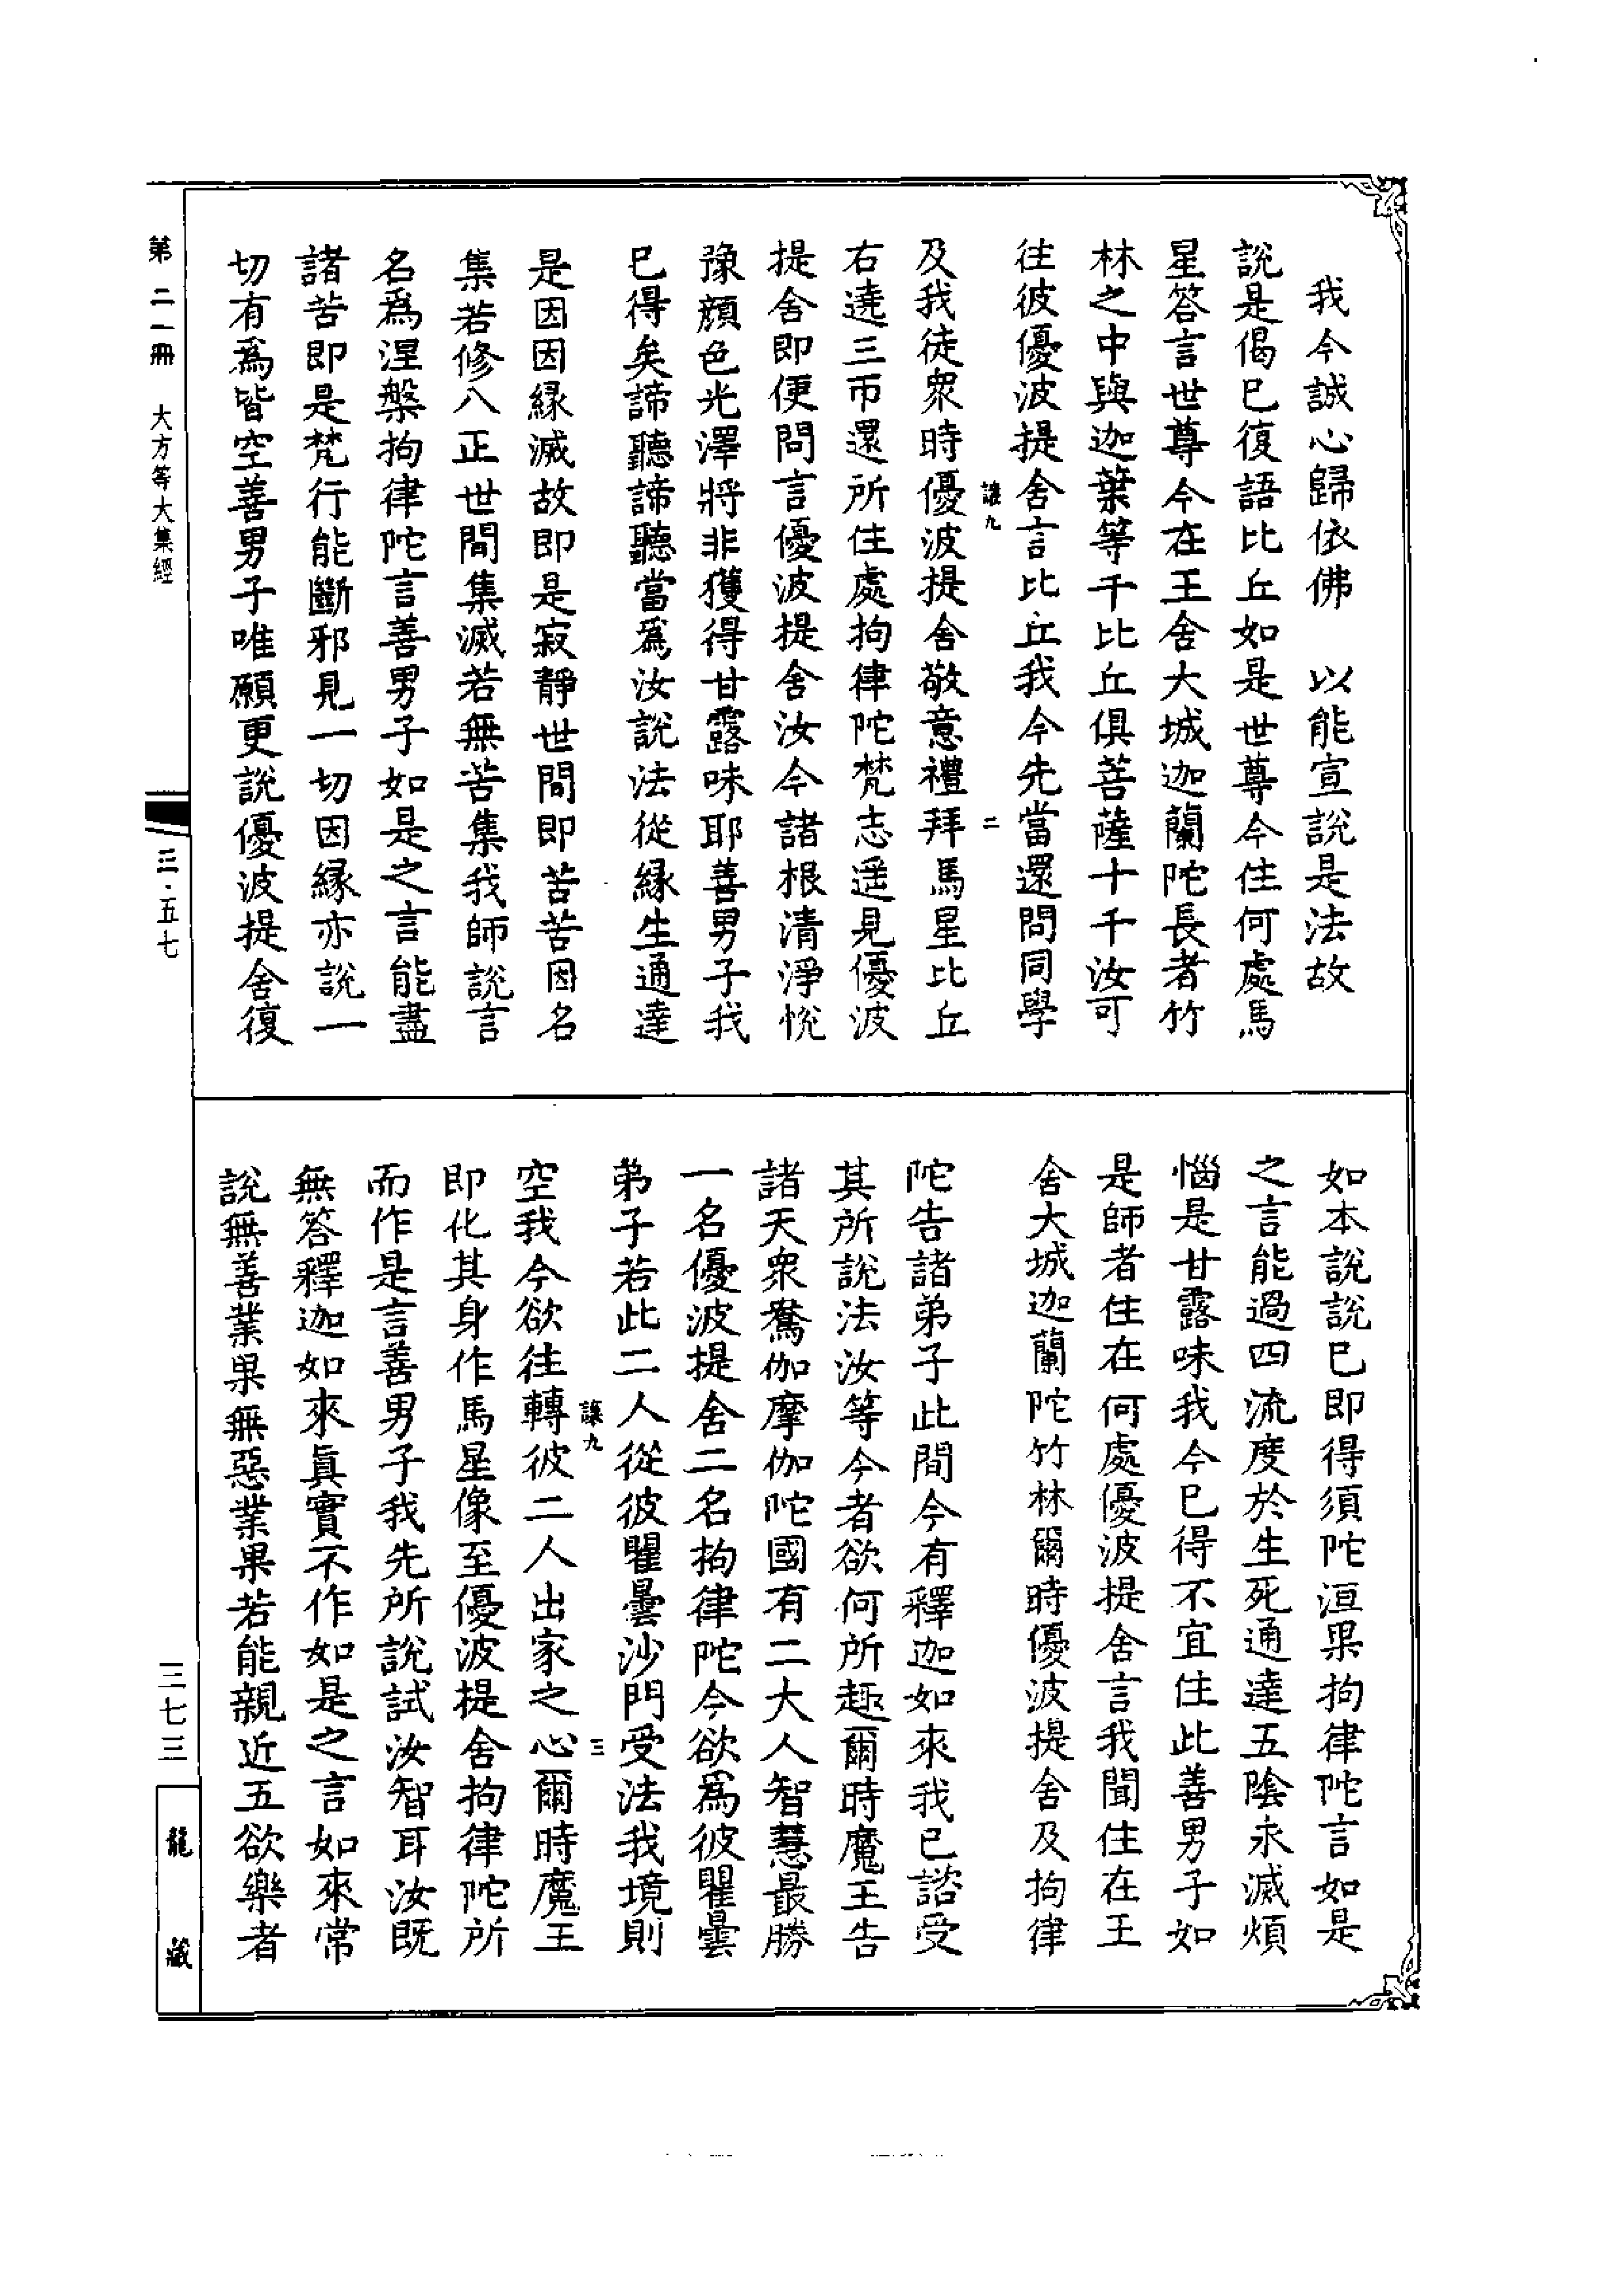 我今誠心歸依佛　以能宣說是法故
說是偈已復語比丘如是世尊今住何處馬
星答言世尊今在王舍大城迦蘭陀長者竹
林之中與迦葉等千比丘俱菩薩十千汝可
往彼優波提舍言比丘我今先當還問同學
讓九　二
及我徒眾時優波提舍敬意禮拜馬星比丘
右遶三帀還所住處拘律陀梵志遥見優波
提舍即便問言優波提舍汝今諸根清淨恱
豫顔色光澤將非獲得甘露味耶善男子我
已得矣諦聽諦聽當爲汝說法從緣生通達
是因因緣滅故即是寂靜世間即苦苦因名
集若修八正世間集滅若無苦集我師說言
名爲涅槃拘律陀言善男子如是之言能盡
諸苦即是梵行能斷邪見一切因緣亦說一
切有爲皆空善男子唯願更說優波提舍復
如本說說已即得須陀洹果拘律陀言如是
之言能過四流度於生死通達五陰永滅煩
惱是甘露味我今已得不宜住此善男子如
是師者住在何處優波提舍言我聞住在王
舍大城迦蘭陀竹林爾時優波提舍及拘律
陀告諸弟子此間今有釋迦如來我已諮受
其所說法汝等今者欲何所趣爾時魔王告
諸天眾鴦伽摩伽陀國有二大人智慧最勝
一名優波提舍二名拘律陀今欲爲彼瞿曇
弟子若此二人從彼瞿曇沙門受法我境則
讓九　三
空我今欲往轉彼二人出家之心爾時魔王
即化其身作馬星像至優波提舍拘律陀所
而作是言善男子我先所說試汝智耳汝既
無答釋迦如來眞實不作如是之言如來常
說無善業果無惡業果若能親近五欲樂者
第二一冊　大方等大集經
三·五七
三七三
龍藏